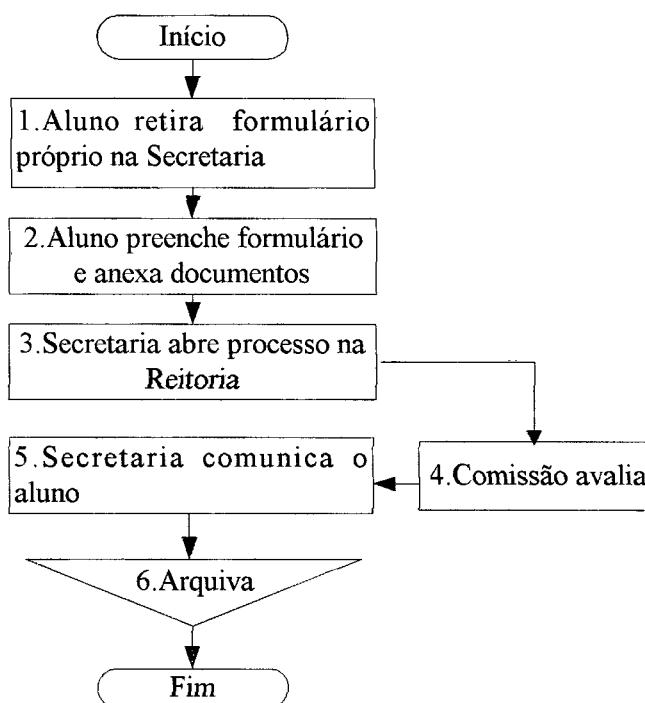 Início
1.Aluno retira formulário
próprio na Secretaria
2.Aluno preenche formulário
e anexa documentos
3.Secretaria abre processo na
Reitoria
4.Comissão avalia
5.Secretaria comunica o
aluno
6.Arquiva
Fim